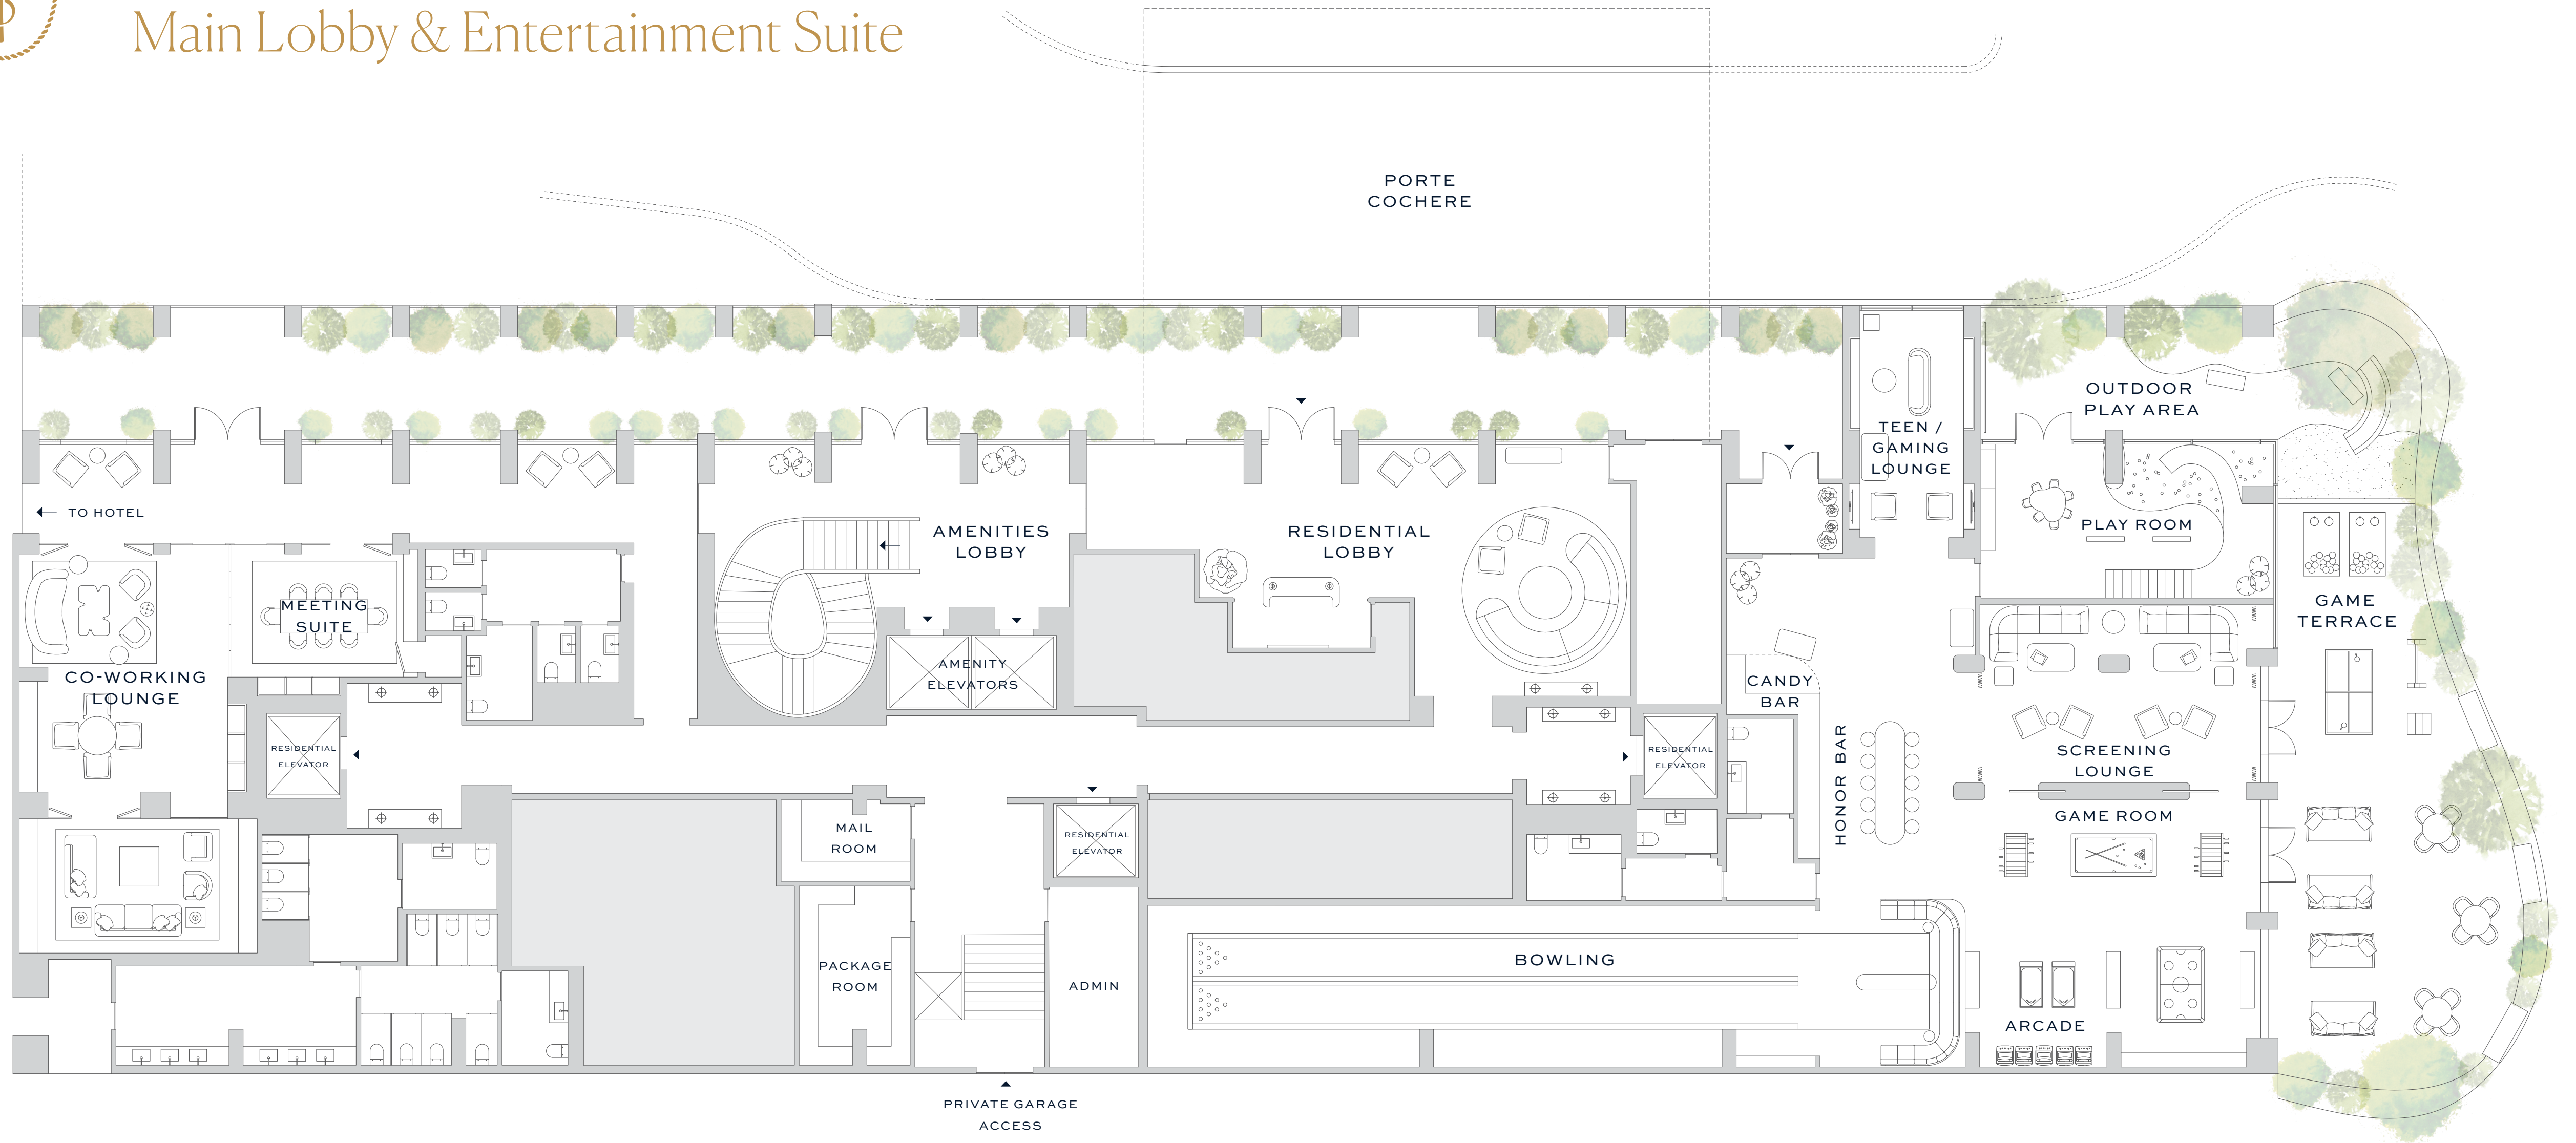 Main Lobby & Entertainment Suite
PORTE
COCHERE
OUTDOOR
PLAY AREA
TEEN /
GAMING
LOUNGE
TO HOTEL
AMENITIES
LOBBY
RESIDENTIAL
LOBBY
PLAY ROOM
MEETING
SUITE
GAME
TERRACE
AMENITY
ELEVATORS
CO-WORKING
LOUNGE
CANDY
BAR
RESIDENTIAL
ELEVATOR
RESIDENTIAL
ELEVATOR
HONOR BAR
SCREENING
LOUNGE
GAME ROOM
MAIL
ROOM
RESIDENTIAL
ELEVATOR
PACKAGE
ROOM
ADMIN
BOWLING
ARCADE
PRIVATE GARAGE
ACCESS